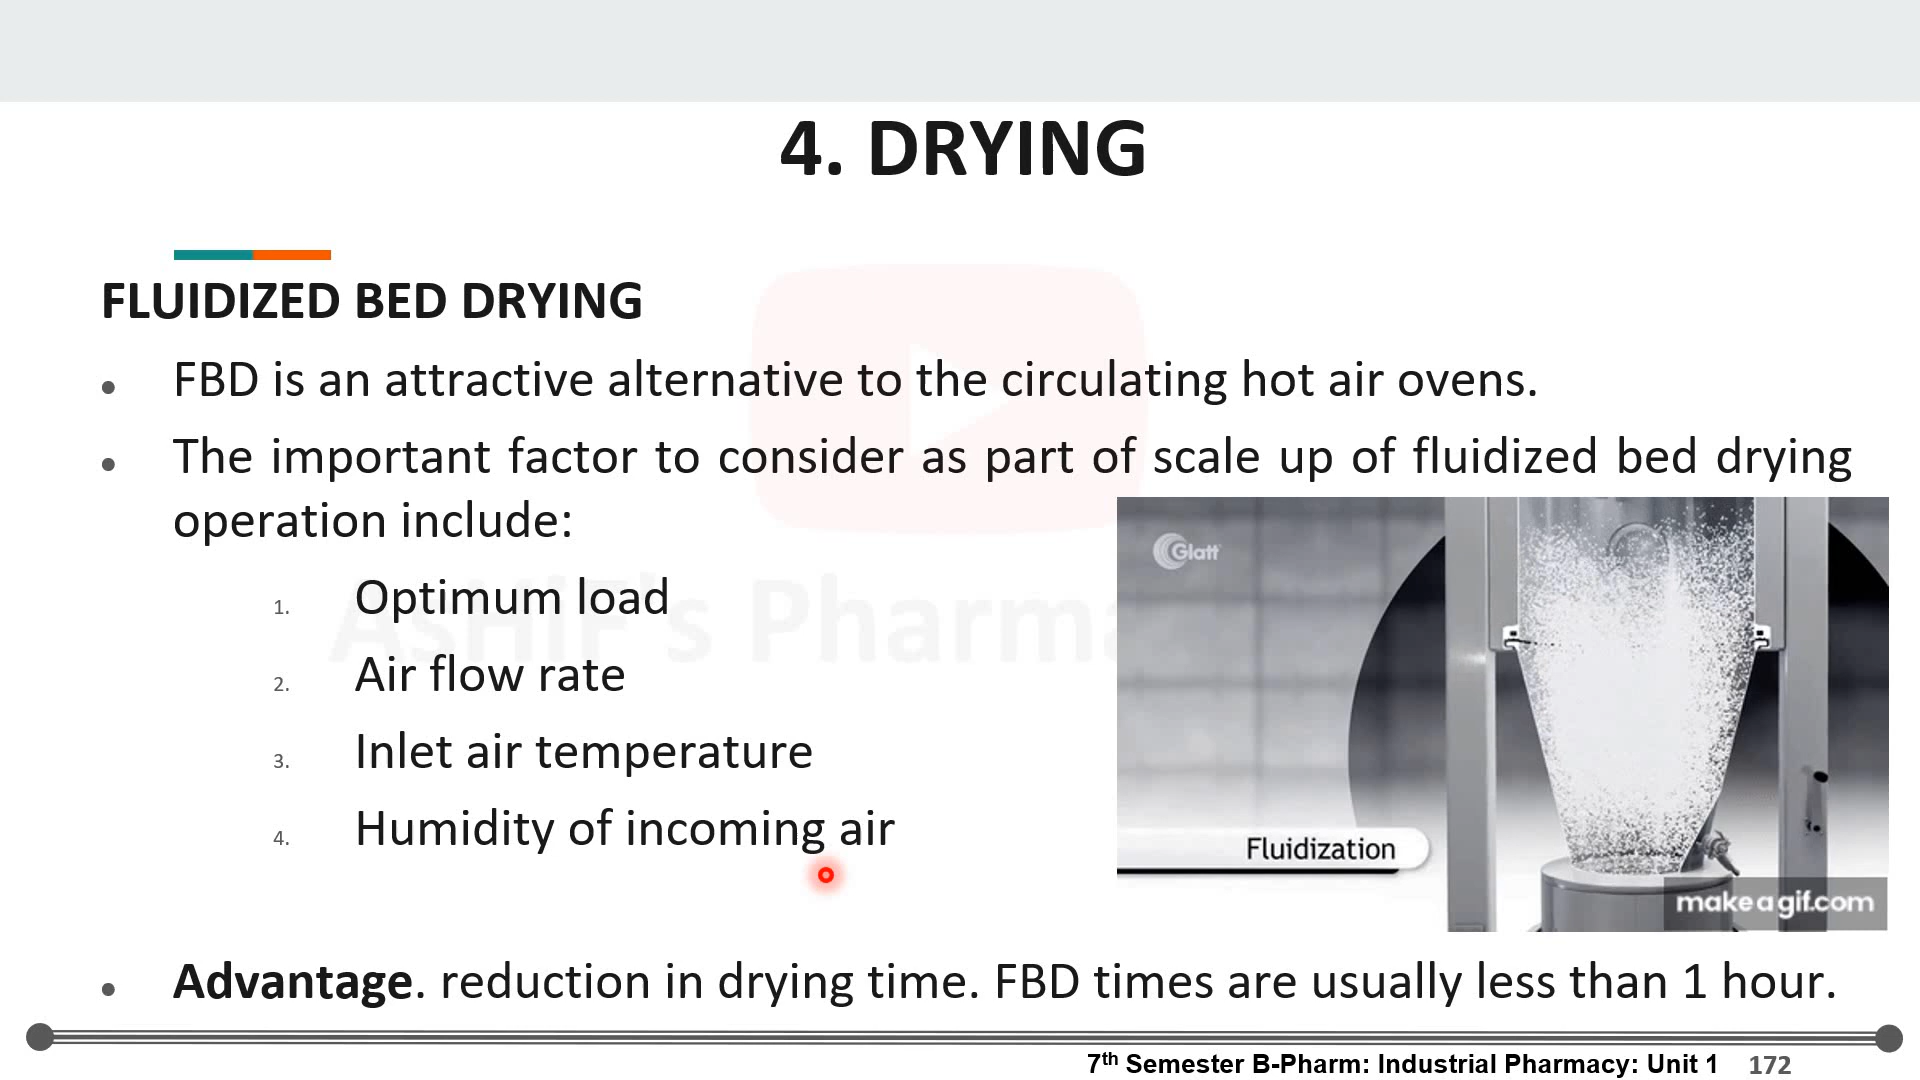 4. DRYING
FLUIDIZED BED DRYING
• FBD is an attractive alternative to the circulating hot air ovens.
• The important factor to consider as part of scale up of fluidized bed drying
operation include:
1. Optimum load
2. Air flow rate
3. Inlet air temperature
4. Humidity of incoming air
AsHiF's Pharma
Glatt
Fluidization
makeagif.com
• Advantage. reduction in drying time. FBD times are usually less than 1 hour.
7th Semester B-Pharm: Industrial Pharmacy: Unit 1 172